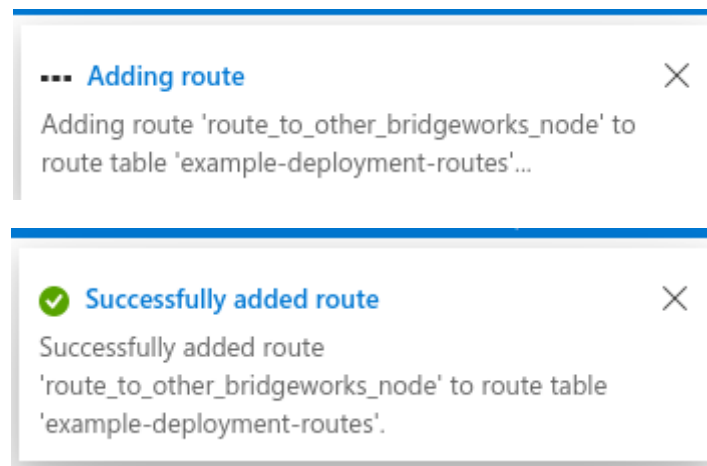 Adding route
Adding route 'route_to_other_bridgeworks_node' to
route table 'example-deployment-routes'...
Successfully added route
Successfully added route
'route_to_other_bridgeworks_node' to route table
'example-deployment-routes'.